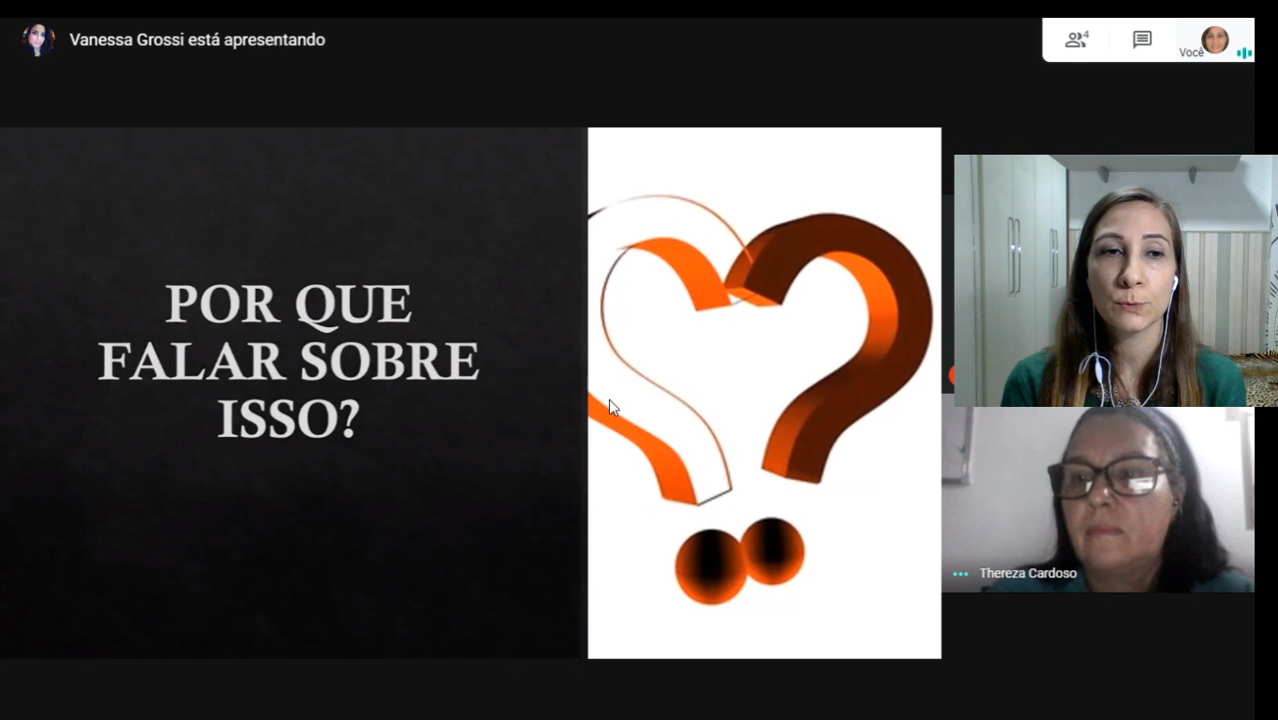 Vanessa Grossi está apresentando
4
Você
POR QUE
FALAR SOBRE
ISSO?
Thereza Cardoso